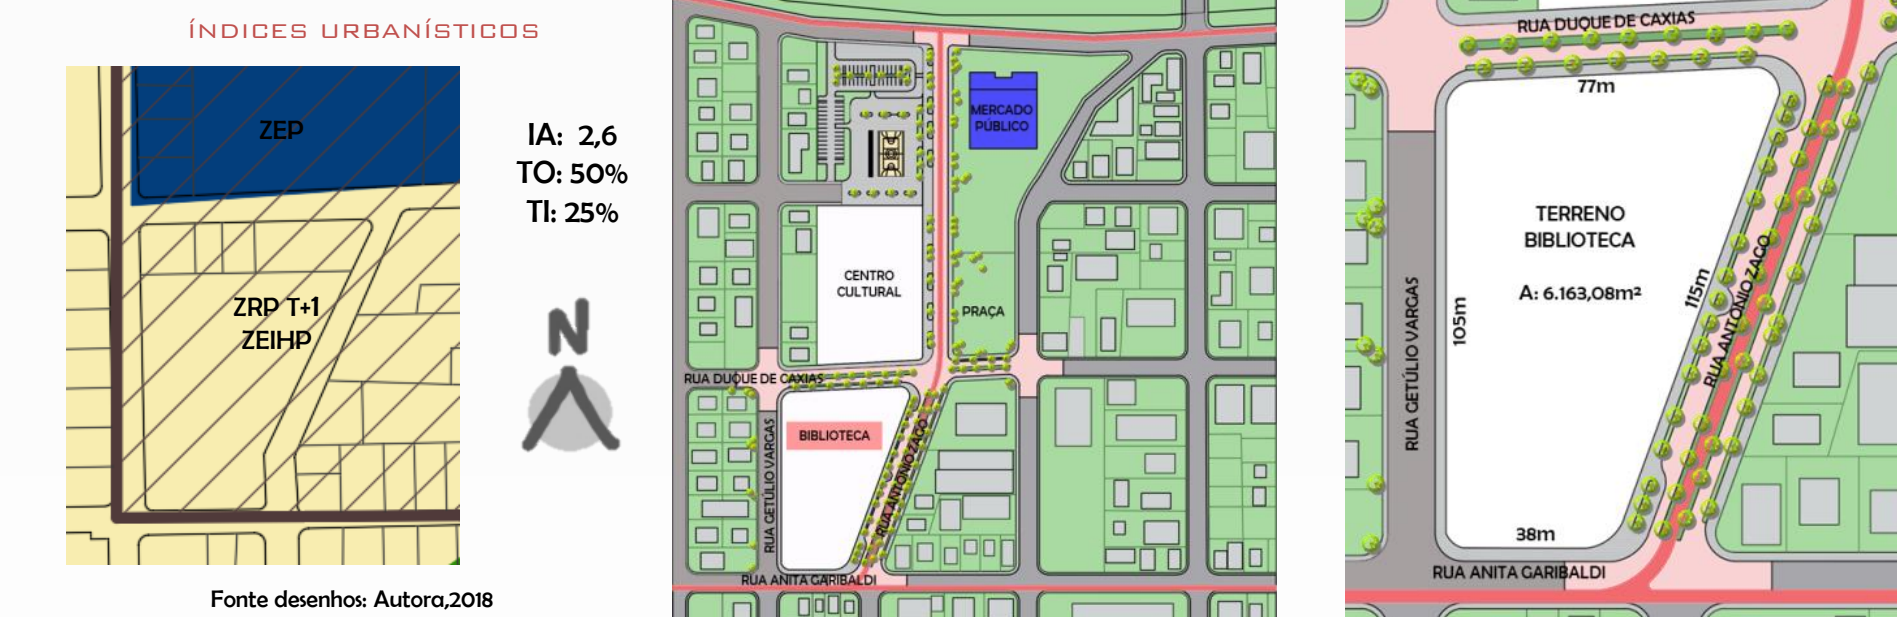 ÍNDICES URBANÍSTICOS
ZEP
ZRP T+1
ZEIHP
IA: 2,6
TO: 50%
TI: 25%
N
Fonte desenhos: Autora,2018
MERCADO
PÚBLICO
CENTRO
CULTURAL
PRAÇA
RUA DUQUE DE CAXIAS
BIBLIOTECA
RUA GETÚLIO VARGAS
RUA ANTONIO ZAGO
RUA ANITA GARIBALDI
RUA DUQUE DE CAXIAS
77m
TERRENO
BIBLIOTECA
A: 6.163,08m²
115m
105m
RUA ANTONIO ZAGO
RUA GETÚLIO VARGAS
38m
RUA ANITA GARIBALDI